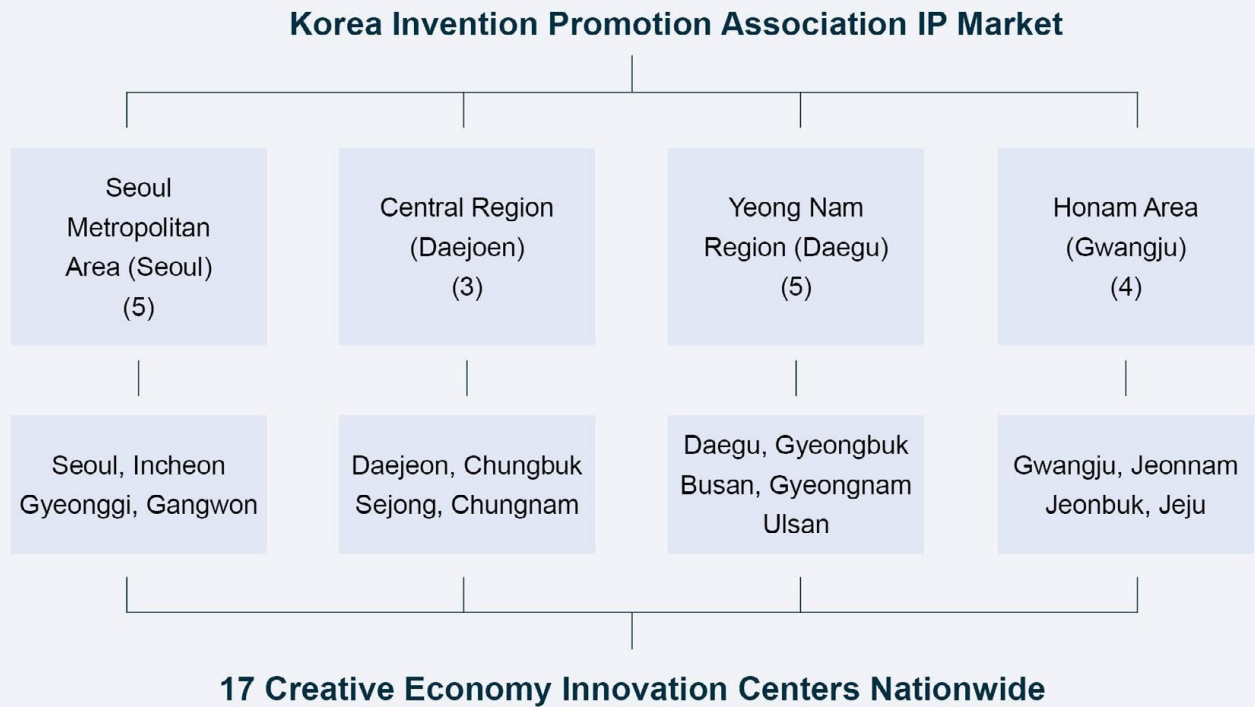 Korea Invention Promotion Association IP Market
Seoul
Metropolitan
Area (Seoul)
(5)
Central Region
(Daejoen)
(3)
Yeong Nam
Region (Daegu)
(5)
Honam Area
(Gwangju)
(4)
Seoul, Incheon
Gyeonggi, Gangwon
Daejeon, Chungbuk
Sejong, Chungnam
Daegu, Gyeongbuk
Busan, Gyeongnam
Ulsan
Gwangju, Jeonnam
Jeonbuk, Jeju
17 Creative Economy Innovation Centers Nationwide